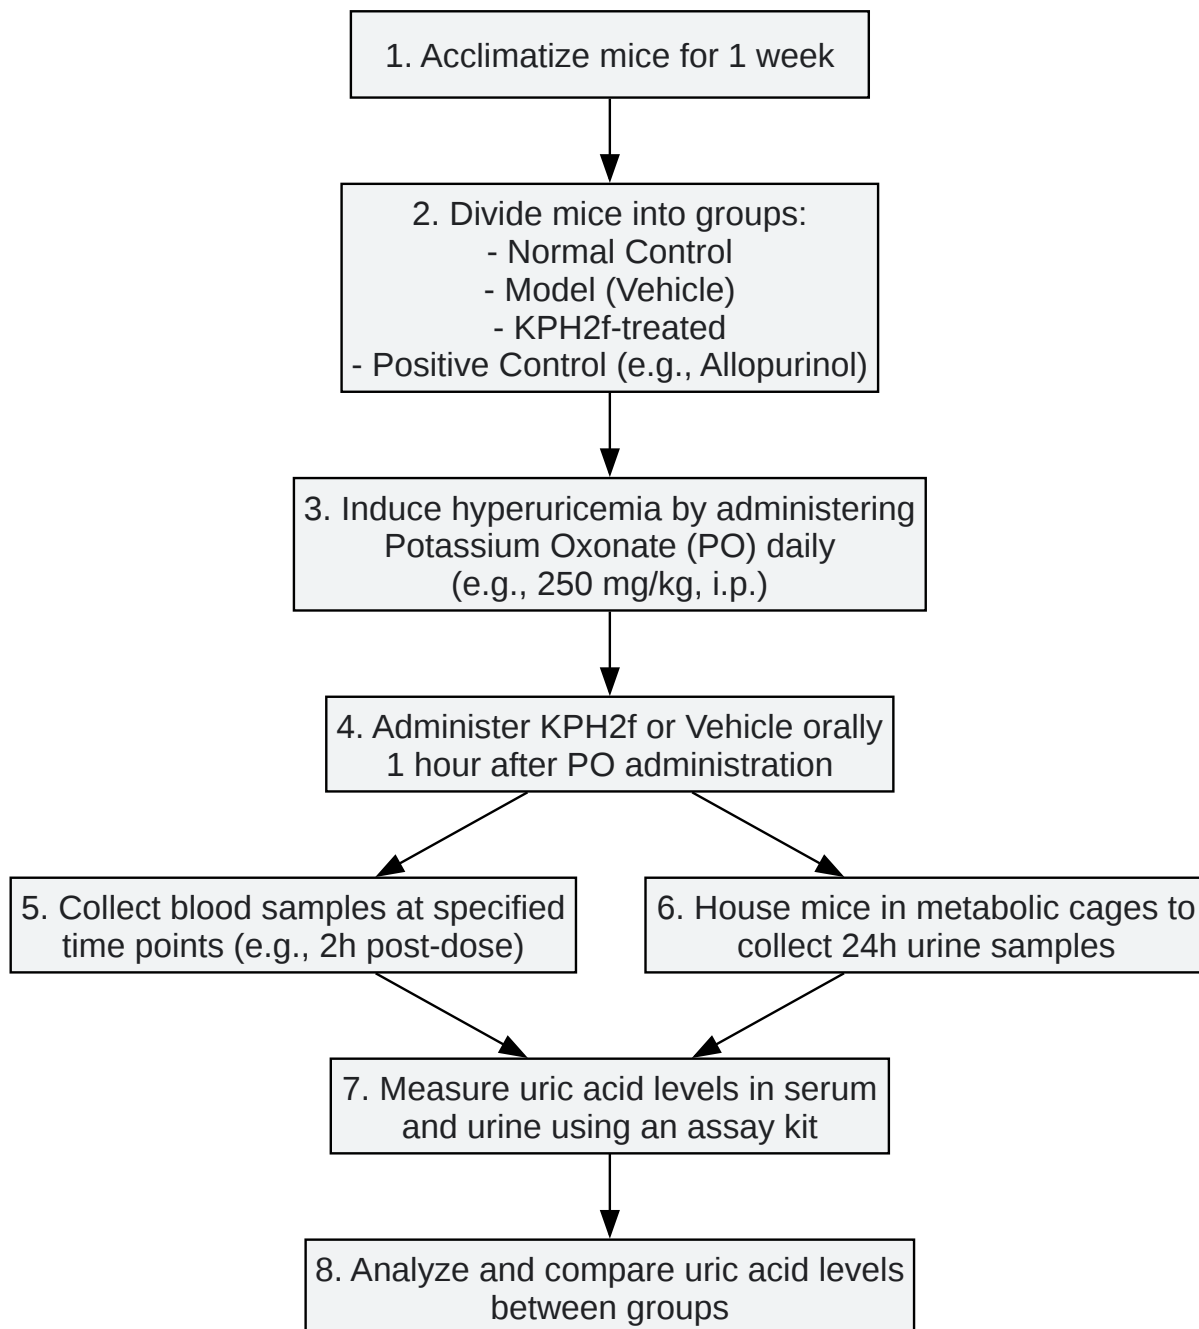 1. Acclimatize mice for 1 week
2. Divide mice into groups:
- Normal Control
- Model (Vehicle)
- KPH2f-treated
- Positive Control (e.g., Allopurinol)
3. Induce hyperuricemia by administering
Potassium Oxonate (PO) daily
(e.g., 250 mg/kg, i.p.)
4. Administer KPH2f or Vehicle orally
1 hour after PO administration
5. Collect blood samples at specified
time points (e.g., 2h post-dose)
6. House mice in metabolic cages to
collect 24h urine samples
7. Measure uric acid levels in serum
and urine using an assay kit
8. Analyze and compare uric acid levels
between groups